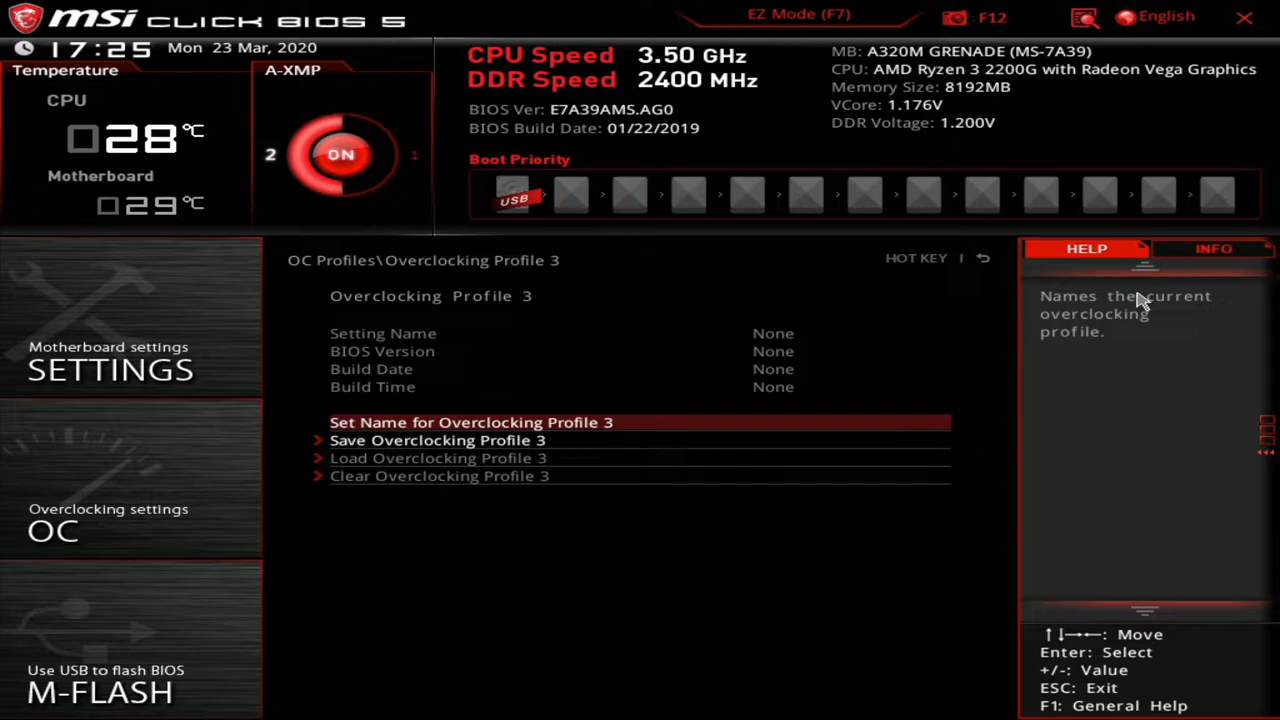 msi CLICK BIOS 5
EZ Mode (F7)
: F12
English
17:25 Mon 23 Mar, 2020
Temperature
CPU
28°C
Motherboard
29°C
A-XMP
2 ON 1
CPU Speed 3.50 GHz
DDR Speed 2400 MHz
BIOS Ver: E7A39AMS.AG0
BIOS Build Date: 01/22/2019
MB: A320M GRENADE (MS-7A39)
CPU: AMD Ryzen 3 2200G with Radeon Vega Graphics
Memory Size: 8192MB
VCore: 1.176V
DDR Voltage: 1.200V
Boot Priority
USB
Motherboard settings
SETTINGS
Overclocking settings
OC
Use USB to flash BIOS
M-FLASH
OC Profiles\Overclocking Profile 3
HOT KEY |
Overclocking Profile 3
Setting Name None
BIOS Version None
Build Date None
Build Time None
Set Name for Overclocking Profile 3
> Save Overclocking Profile 3
> Load Overclocking Profile 3
> Clear Overclocking Profile 3
HELP
INFO
Names the current
overclocking
profile.
↑↓→←: Move
Enter: Select
+/-: Value
ESC: Exit
F1: General Help